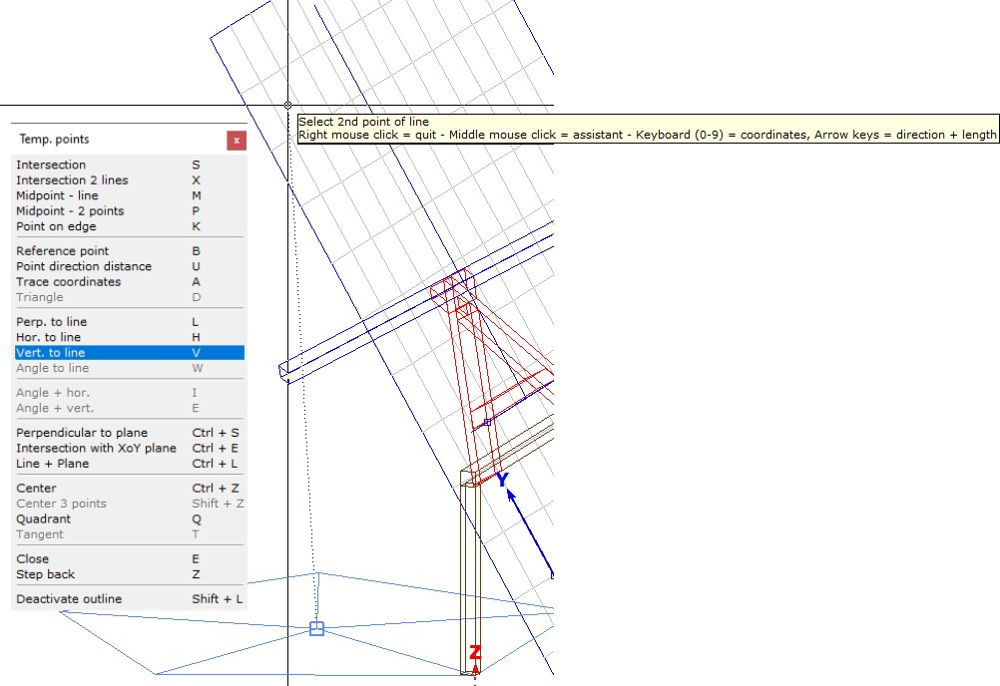 Select 2nd point of line
Right mouse click = quit - Middle mouse click = assistant - Keyboard (0-9) = coordinates, Arrow keys = direction + length
Temp. points
x
Intersection S
Intersection 2 lines X
Midpoint - line M
Midpoint - 2 points P
Point on edge K
Reference point B
Point direction distance U
Trace coordinates A
Triangle D
Perp. to line L
Hor. to line H
Vert. to line V
Angle to line W
Angle + hor. I
Angle + vert. E
Perpendicular to plane Ctrl + S
Intersection with XoY plane Ctrl + E
Line + Plane Ctrl + L
Center Ctrl + Z
Center 3 points Shift + Z
Quadrant Q
Tangent T
Close E
Step back Z
Deactivate outline Shift + L
Y
Z